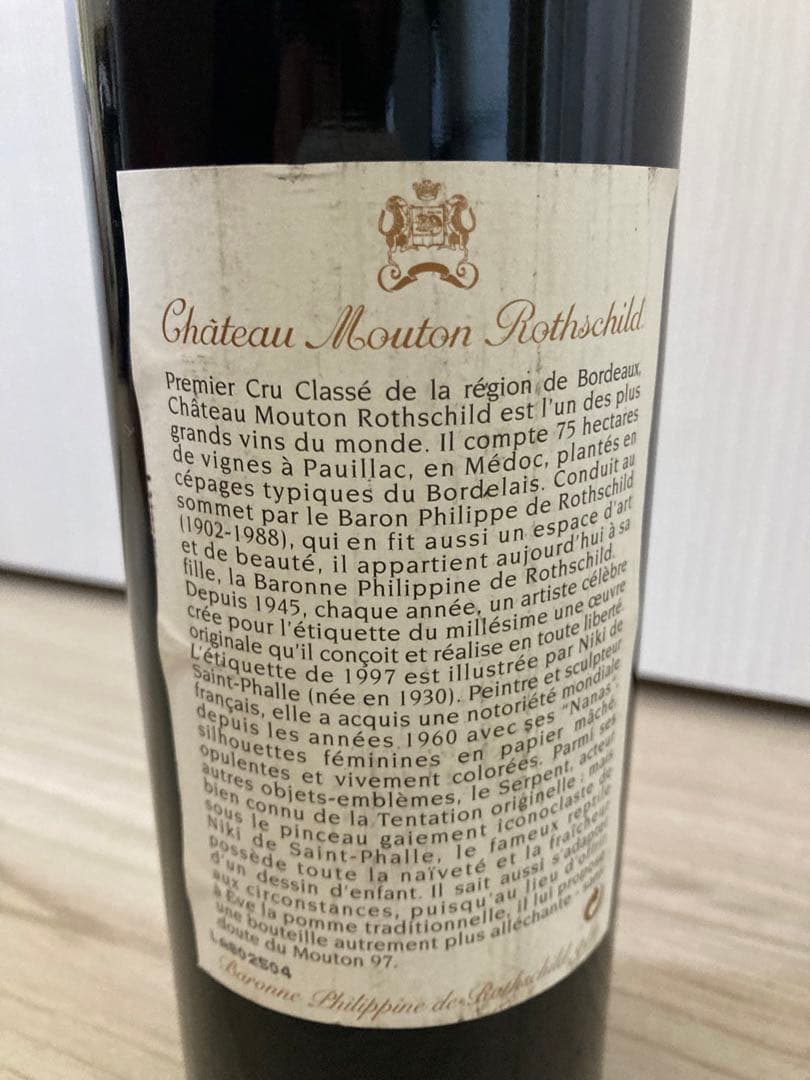 Château Mouton Rothschild
Premier Cru Classé de la région de Bordeaux,
Château Mouton Rothschild est l'un des plus
grands vins du monde. Il compte 75 hectares
de vignes à Pauillac, en Médoc, plantés en
cépages typiques du Bordelais. Conduit au
sommet par le Baron Philippe de Rothschild
(1902-1988), qui en fit aussi un espace d'art
et de beauté, il appartient aujourd'hui à sa
fille, la Baronne Philippine de Rothschild.
Depuis 1945, chaque année, un artiste célèbre
crée pour l'étiquette du millésime une œuvre
originale qu'il conçoit et réalise en toute liberté.
L'étiquette de 1997 est illustrée par Niki de
Saint-Phalle (née en 1930). Peintre et sculpteur
français, elle a acquis une notoriété mondiale
depuis les années 1960 avec ses "Nanas",
silhouettes féminines en papier mâché,
opulentes et vivement colorées. Parmi ses
autres objets-emblèmes, le Serpent, acteur
bien connu de la Tentation originelle : mais
sous le pinceau gaiement iconoclaste de
Niki de Saint-Phalle, le fameux reptile
possède toute la naïveté et la fraîcheur
d'un dessin d'enfant. Il sait aussi s'adapter
aux circonstances, puisqu'au lieu d'offrir
à Eve la pomme traditionnelle, il lui propose
une bouteille autrement plus alléchante - sans
doute du Mouton 97.
Baronne Philippine de Rothschild